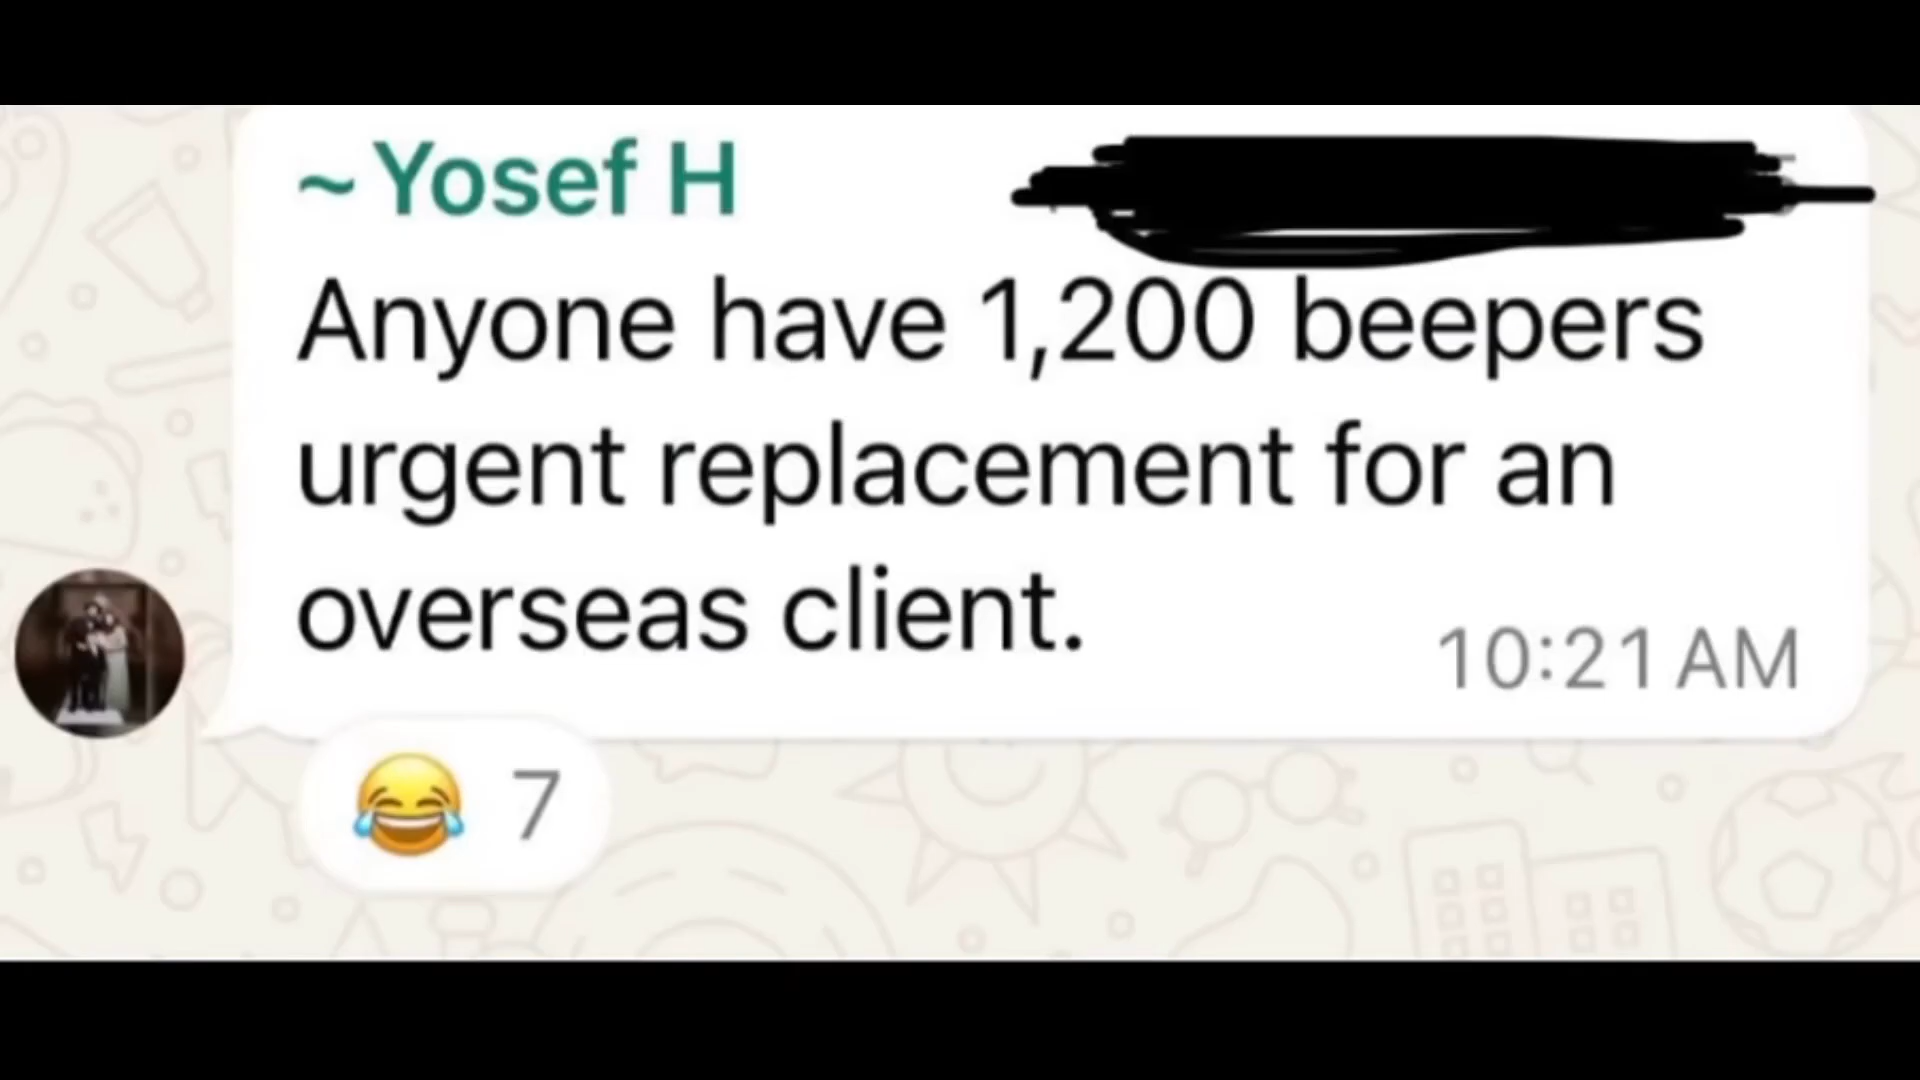 ~ Yosef H
Anyone have 1,200 beepers
urgent replacement for an
overseas client.
10:21 AM
😂 7